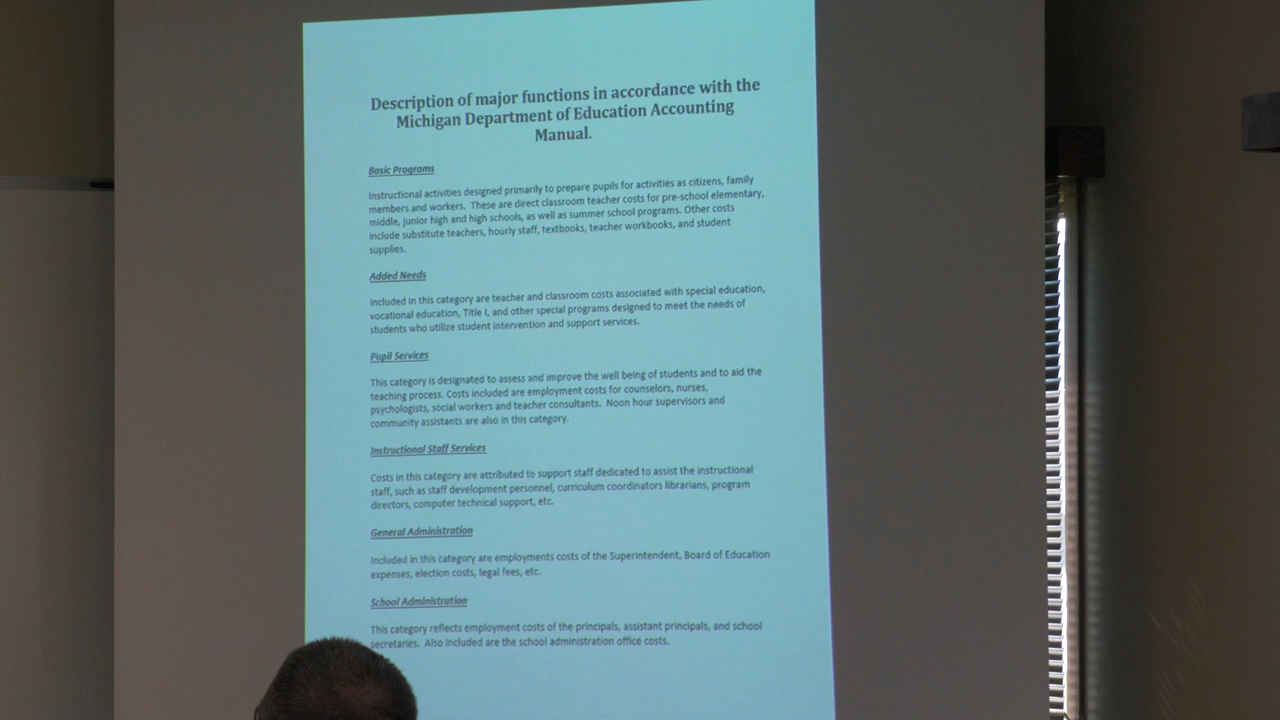 Description of major functions in accordance with the
Michigan Department of Education Accounting
Manual.
Basic Programs
Instructional activities designed primarily to prepare pupils for activities as citizens, family
members and workers. These are direct classroom teacher costs for pre-school elementary,
middle, junior high and high schools, as well as summer school programs. Other costs
include substitute teachers, hourly staff, textbooks, teacher workbooks, and student
supplies.
Added Needs
Included in this category are teacher and classroom costs associated with special education,
vocational education, Title I, and other special programs designed to meet the needs of
students who utilize student intervention and support services.
Pupil Services
This category is designated to assess and improve the well being of students and to aid the
teaching process. Costs included are employment costs for counselors, nurses,
psychologists, social workers and teacher consultants. Noon hour supervisors and
community assistants are also in this category.
Instructional Staff Services
Costs in this category are attributed to support staff dedicated to assist the instructional
staff, such as staff development personnel, curriculum coordinators librarians, program
directors, computer technical support, etc.
General Administration
Included in this category are employments costs of the Superintendent, Board of Education
expenses, election costs, legal fees, etc.
School Administration
This category reflects employment costs of the principals, assistant principals, and school
secretaries. Also included are the school administration office costs.